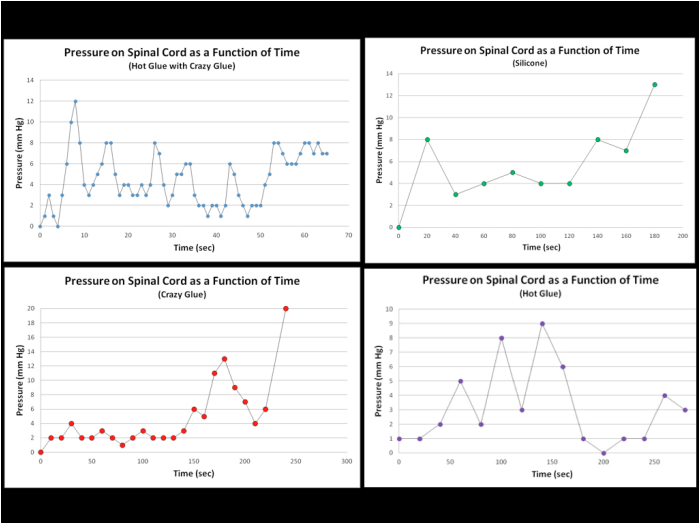 Pressure on Spinal Cord as a Function of Time
(Hot Glue with Crazy Glue)
Pressure (mm Hg)
14
12
10
8
6
4
2
0
0 10 20 30 40 50 60 70
Time (sec)
Pressure on Spinal Cord as a Function of Time
(Silicone)
Pressure (mm Hg)
14
12
10
8
6
4
2
0
0 20 40 60 80 100 120 140 160 180 200
Time (sec)
Pressure on Spinal Cord as a Function of Time
(Crazy Glue)
Pressure (mm Hg)
20
18
16
14
12
10
8
6
4
2
0
0 50 100 150 200 250 300
Time (sec)
Pressure on Spinal Cord as a Function of Time
(Hot Glue)
Pressure (mm Hg)
10
9
8
7
6
5
4
3
2
1
0
0 50 100 150 200 250
Time (sec)